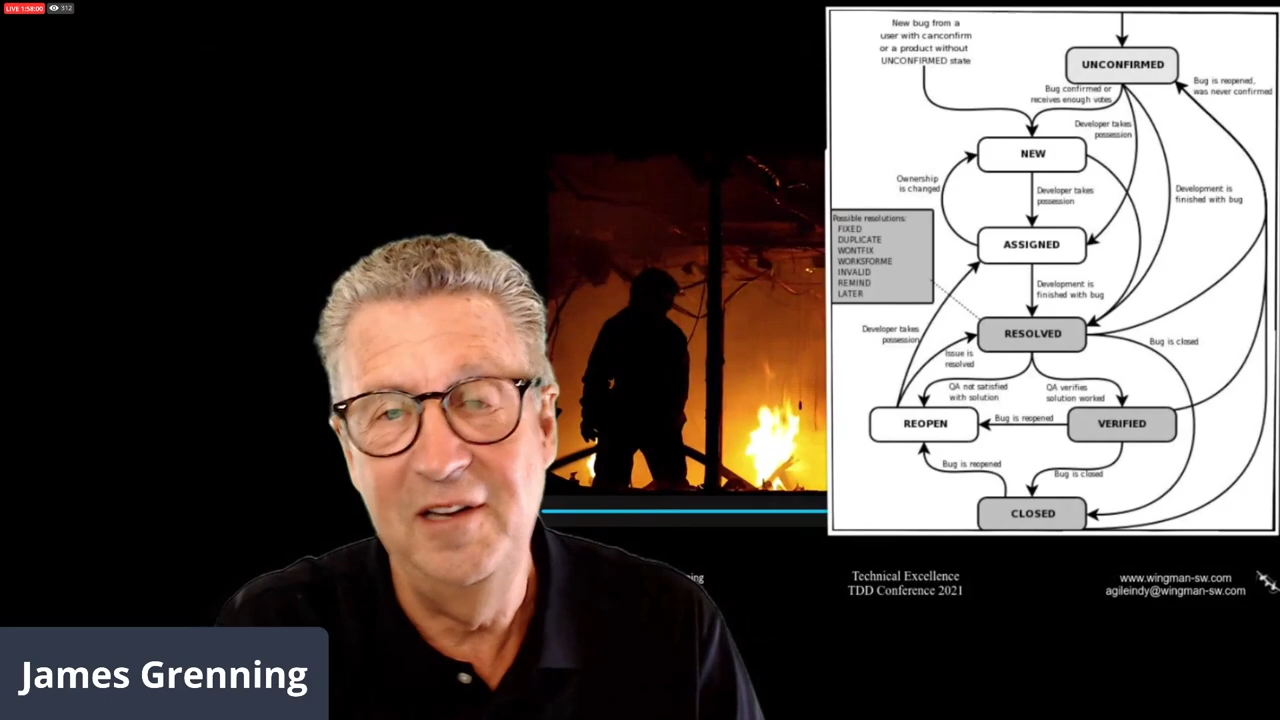 LIVE 1:58:00
312
New bug from a
user with canconfirm
or a product without
UNCONFIRMED state
UNCONFIRMED
Bug is reopened,
was never confirmed
Bug confirmed or
receives enough votes
Developer takes
possession
NEW
Ownership
is changed
Developer takes
possession
Development is
finished with bug
Possible resolutions:
FIXED
DUPLICATE
WONTFIX
WORKSFORME
INVALID
REMIND
LATER
ASSIGNED
Development is
finished with bug
RESOLVED
Developer takes
possession
Issue is
resolved
Bug is closed
QA not satisfied
with solution
QA verifies
solution worked
REOPEN
Bug is reopened
VERIFIED
Bug is reopened
Bug is closed
CLOSED
Technical Excellence
TDD Conference 2021
www.wingman-sw.com
agileindy@wingman-sw.com
James Grenning